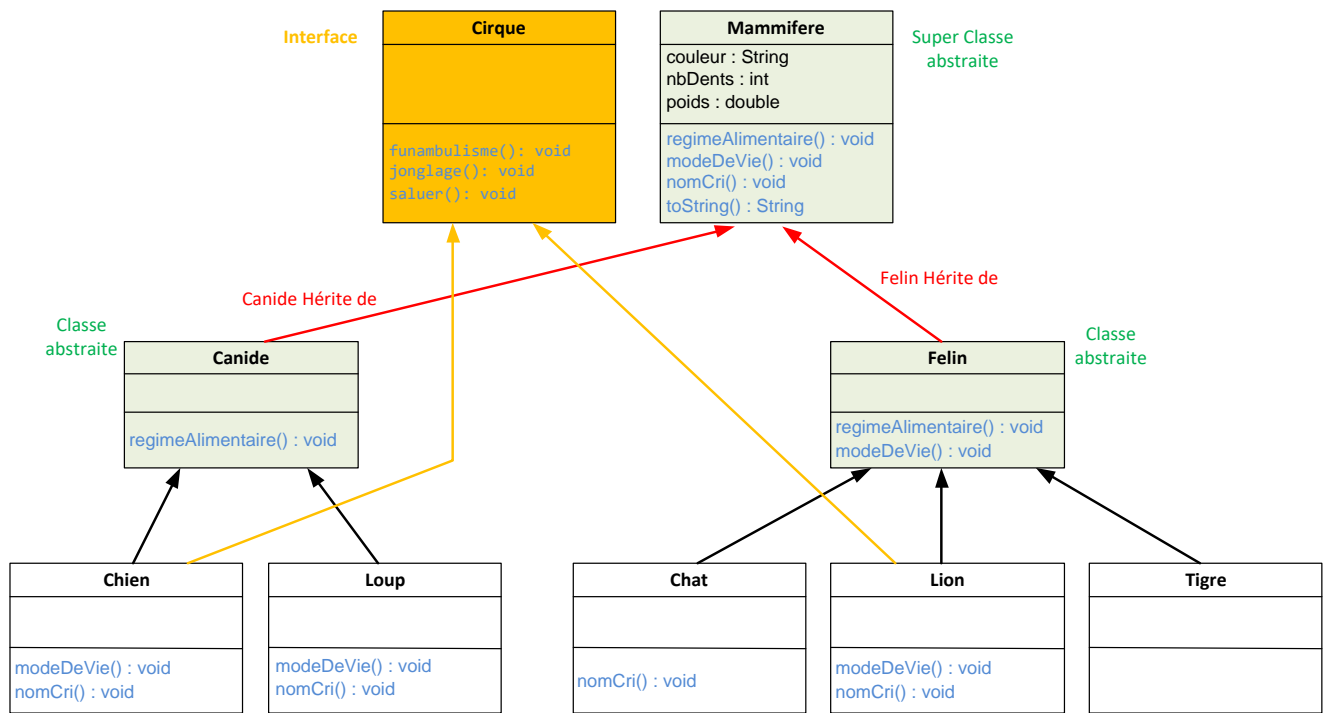 Interface
Cirque
funambulisme(): void
jonglage(): void
saluer(): void
Mammifere
couleur : String
nbDents : int
poids : double
regimeAlimentaire() : void
modeDeVie() : void
nomCri() : void
toString() : String
Super Classe
abstraite
Canide Hérite de
Felin Hérite de
Classe
abstraite
Canide
regimeAlimentaire() : void
Felin
regimeAlimentaire() : void
modeDeVie() : void
Classe
abstraite
Chien
modeDeVie() : void
nomCri() : void
Loup
modeDeVie() : void
nomCri() : void
Chat
nomCri() : void
Lion
modeDeVie() : void
nomCri() : void
Tigre